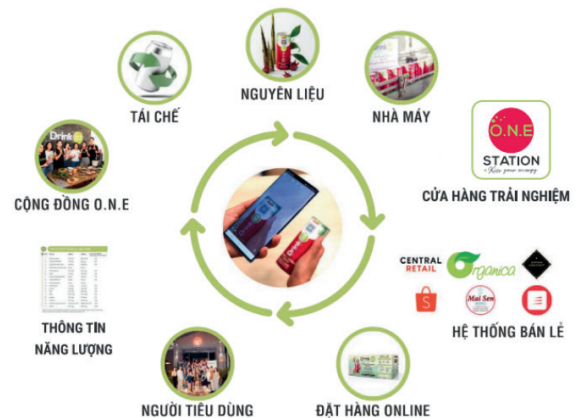 NGUYÊN LIỆU
NHÀ MÁY
O.N.E
STATION
CỬA HÀNG TRẢI NGHIỆM
CENTRAL
RETAIL
Organica
Mai Sen
HỆ THỐNG BÁN LẺ
ĐẶT HÀNG ONLINE
NGƯỜI TIÊU DÙNG
THÔNG TIN
NĂNG LƯỢNG
Drink
CỘNG ĐỒNG O.N.E
TÁI CHẾ